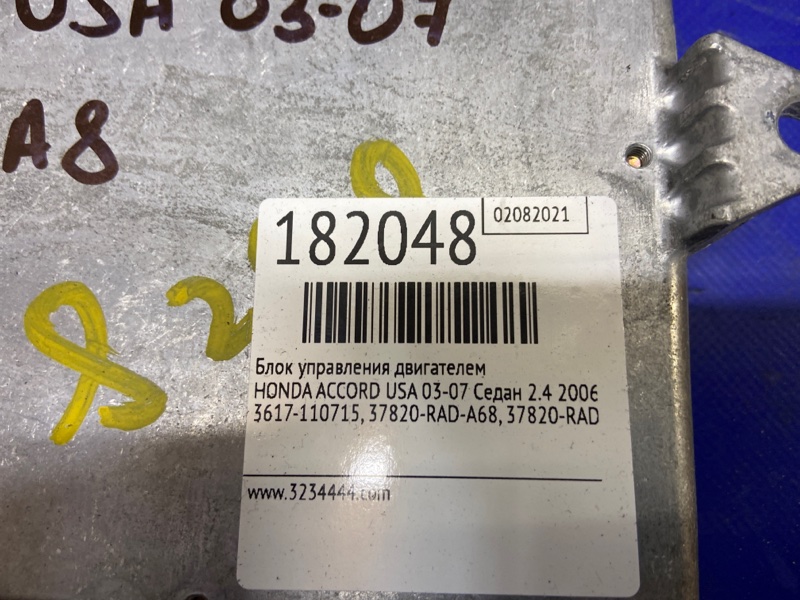 USA 03-07
A8
182048
02082021
Блок управления двигателем
HONDA ACCORD USA 03-07 Седан 2.4 2006
3617-110715, 37820-RAD-A68, 37820-RAD
www.3234444.com